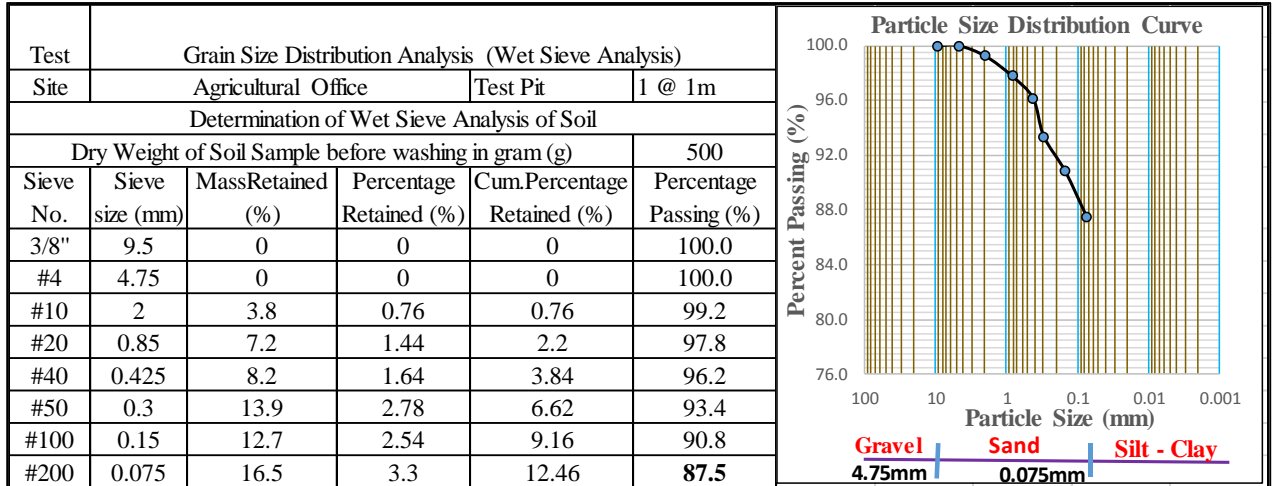 Test Grain Size Distribution Analysis (Wet Sieve Analysis)
Site Agricultural Office Test Pit 1 @ 1m
Determination of Wet Sieve Analysis of Soil
Dry Weight of Soil Sample before washing in gram (g) 500
Sieve Sieve MassRetained Percentage Cum.Percentage Percentage
No. size (mm) (%) Retained (%) Retained (%) Passing (%)
3/8" 9.5 0 0 0 100.0
#4 4.75 0 0 0 100.0
#10 2 3.8 0.76 0.76 99.2
#20 0.85 7.2 1.44 2.2 97.8
#40 0.425 8.2 1.64 3.84 96.2
#50 0.3 13.9 2.78 6.62 93.4
#100 0.15 12.7 2.54 9.16 90.8
#200 0.075 16.5 3.3 12.46 87.5
Particle Size Distribution Curve
Percent Passing (%)
100.0
96.0
92.0
88.0
84.0
80.0
76.0
100 10 1 0.1 0.01 0.001
Particle Size (mm)
Gravel Sand Silt - Clay
4.75mm 0.075mm